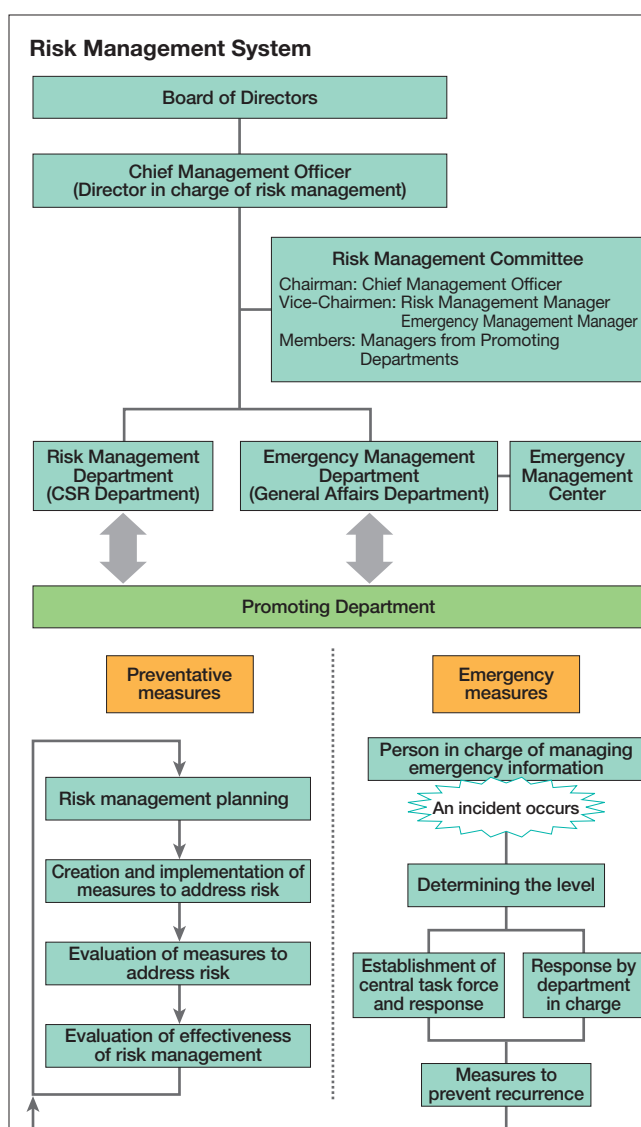 Risk Management System
Board of Directors
Chief Management Officer
(Director in charge of risk management)
Risk Management Committee
Chairman: Chief Management Officer
Vice-Chairmen: Risk Management Manager
Emergency Management Manager
Members: Managers from Promoting
Departments
Risk Management
Department
(CSR Department)
Emergency Management
Department
(General Affairs Department)
Emergency
Management
Center
Promoting Department
Preventative
measures
Risk management planning
Creation and implementation of
measures to address risk
Evaluation of measures to
address risk
Evaluation of effectiveness
of risk management
Emergency
measures
Person in charge of managing
emergency information
An incident occurs
Determining the level
Establishment of
central task force
and response
Response by
department
in charge
Measures to
prevent recurrence